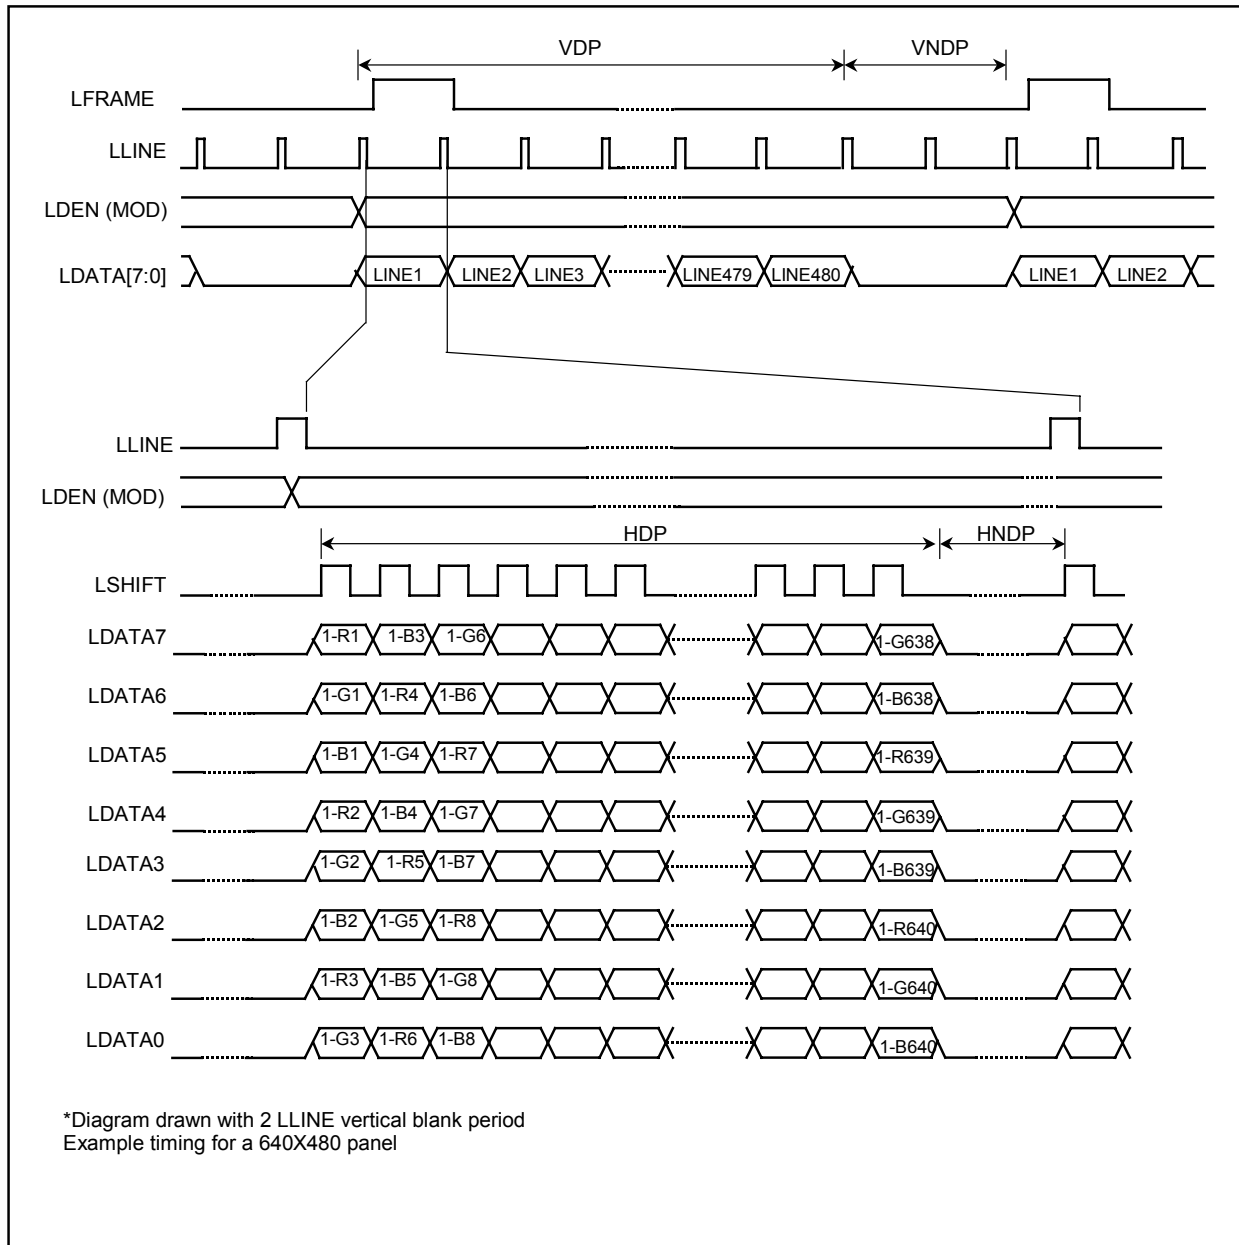 VDP VNDP
LFRAME
LLINE
LDEN (MOD)
LDATA[7:0] LINE1 LINE2 LINE3 LINE479 LINE480 LINE1 LINE2
LLINE
LDEN (MOD)
HDP HNDP
LSHIFT
LDATA7 1-R1 1-B3 1-G6 1-G638
LDATA6 1-G1 1-R4 1-B6 1-B638
LDATA5 1-B1 1-G4 1-R7 1-R639
LDATA4 1-R2 1-B4 1-G7 1-G639
LDATA3 1-G2 1-R5 1-B7 1-B639
LDATA2 1-B2 1-G5 1-R8 1-R640
LDATA1 1-R3 1-B5 1-G8 1-G640
LDATA0 1-G3 1-R6 1-B8 1-B640
*Diagram drawn with 2 LLINE vertical blank period
Example timing for a 640X480 panel